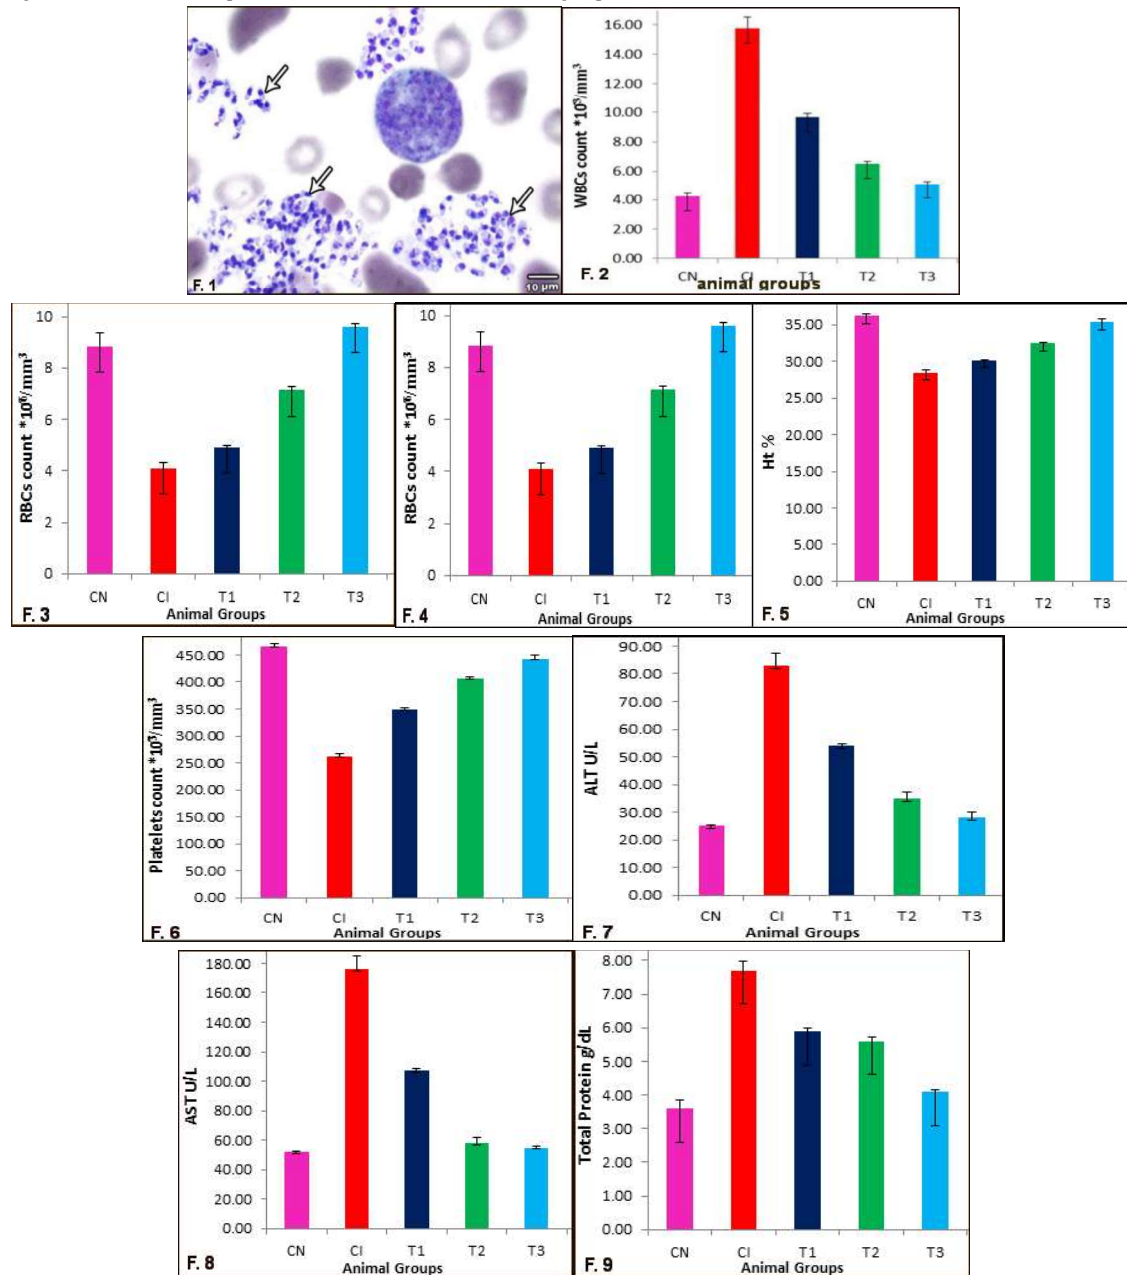 F. 1
10 µm
WBCs count *10³/mm³
16.00
14.00
12.00
10.00
8.00
6.00
4.00
2.00
0.00
CN CI T1 T2 T3
animal groups
F. 2
RBCs count *10⁶/mm³
10
8
6
4
2
0
CN CI T1 T2 T3
Animal Groups
F. 3
RBCs count *10⁶/mm³
10
8
6
4
2
0
CN CI T1 T2 T3
Animal Groups
F. 4
Ht %
35.00
30.00
25.00
20.00
15.00
10.00
5.00
0.00
CN CI T1 T2 T3
Animal Groups
F. 5
Platelets count *10³/mm³
450.00
400.00
350.00
300.00
250.00
200.00
150.00
100.00
50.00
0.00
CN CI T1 T2 T3
Animal Groups
F. 6
ALT U/L
90.00
80.00
70.00
60.00
50.00
40.00
30.00
20.00
10.00
0.00
CN CI T1 T2 T3
Animal Groups
F. 7
AST U/L
180.00
160.00
140.00
120.00
100.00
80.00
60.00
40.00
20.00
0.00
CN CI T1 T2 T3
Animal Groups
F. 8
Total Protein g/dL
8.00
7.00
6.00
5.00
4.00
3.00
2.00
1.00
0.00
CN CI T1 T2 T3
Animal Groups
F. 9